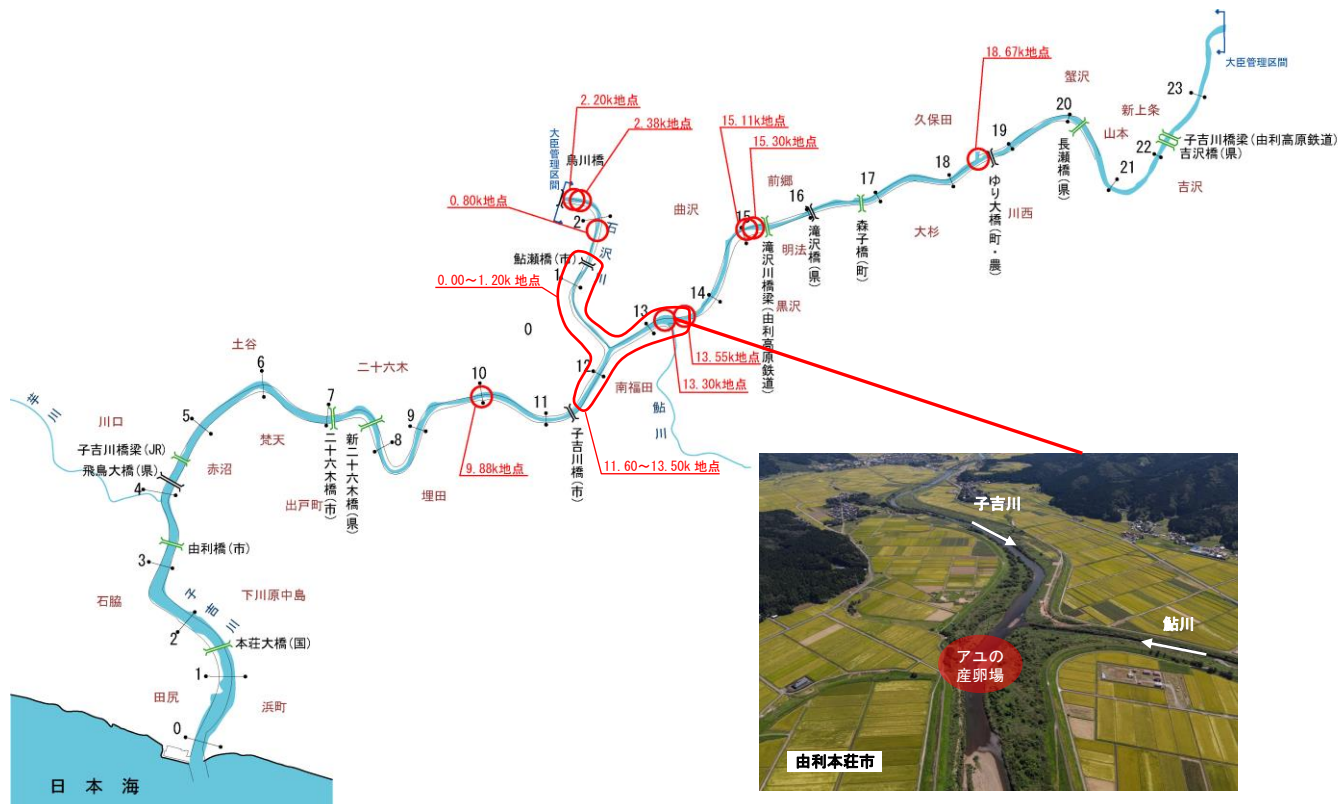 18.67k地点
大臣管理区間
蟹沢
2.20k地点
23
20
新上条
2.38k地点
15.11k地点
久保田
19
子吉川橋梁(由利高原鉄道)
大臣管理区間
鳥川橋
15.30k地点
山本
22
吉沢橋(県)
18
長瀬橋(県)
21
前郷
17
吉沢
0.80k地点
2
曲沢
15
16
ゆり大橋(町・農)
川西
石沢川
大杉
鮎瀬橋(市)
明法
滝沢橋(県)
森子橋(町)
1
滝沢川橋梁(由利高原鉄道)
0.00～1.20k 地点
14
黒沢
0
13
土谷
13.55k地点
6
二十六木
12
10
南福田
13.30k地点
芋川
7
鮎川
川口
5
9
11
梵天
8
子吉川橋(市)
子吉川橋梁(JR)
赤沼
二十六木橋(市)
新二十六木橋(県)
9.88k地点
11.60～13.50k 地点
飛鳥大橋(県)
4
出戸町
埋田
由利橋(市)
3
石脇
下川原中島
子吉川
2
本荘大橋(国)
1
田尻
浜町
0
日本海
子吉川
鮎川
アユの
産卵場
由利本荘市